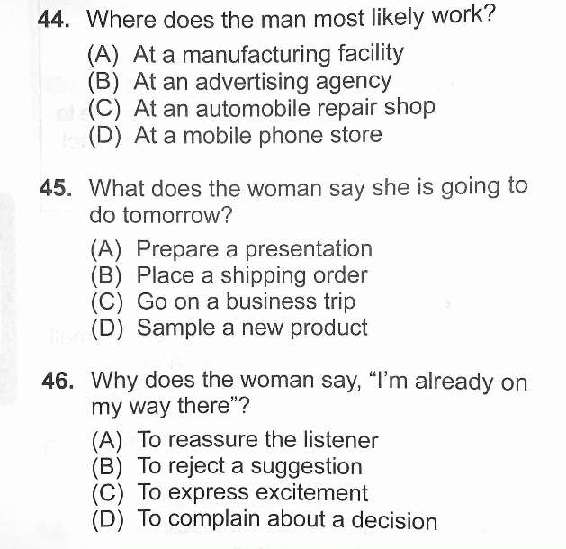 44. Where does the man most likely work?
(A) At a manufacturing facility
(B) At an advertising agency
(C) At an automobile repair shop
(D) At a mobile phone store
45. What does the woman say she is going to
do tomorrow?
(A) Prepare a presentation
(B) Place a shipping order
(C) Go on a business trip
(D) Sample a new product
46. Why does the woman say, “I’m already on
my way there”?
(A) To reassure the listener
(B) To reject a suggestion
(C) To express excitement
(D) To complain about a decision